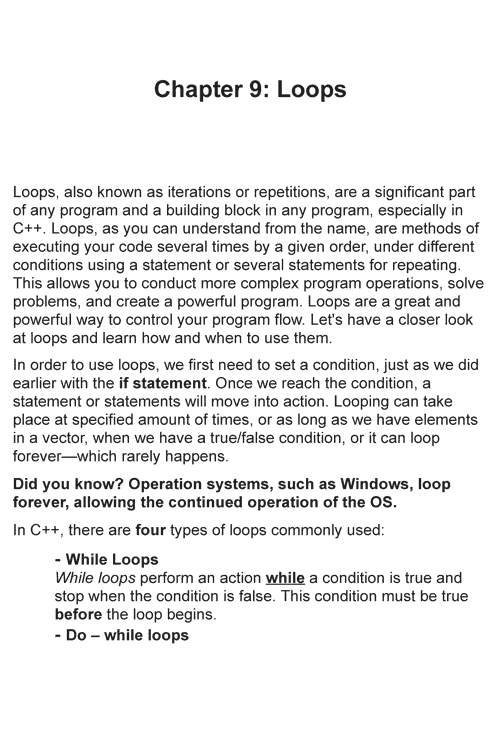 Chapter 9: Loops
Loops, also known as iterations or repetitions, are a significant part
of any program and a building block in any program, especially in
C++. Loops, as you can understand from the name, are methods of
executing your code several times by a given order, under different
conditions using a statement or several statements for repeating.
This allows you to conduct more complex program operations, solve
problems, and create a powerful program. Loops are a great and
powerful way to control your program flow. Let's have a closer look
at loops and learn how and when to use them.
In order to use loops, we first need to set a condition, just as we did
earlier with the if statement. Once we reach the condition, a
statement or statements will move into action. Looping can take
place at specified amount of times, or as long as we have elements
in a vector, when we have a true/false condition, or it can loop
forever—which rarely happens.
Did you know? Operation systems, such as Windows, loop
forever, allowing the continued operation of the OS.
In C++, there are four types of loops commonly used:
- While Loops
While loops perform an action while a condition is true and
stop when the condition is false. This condition must be true
before the loop begins.
- Do – while loops